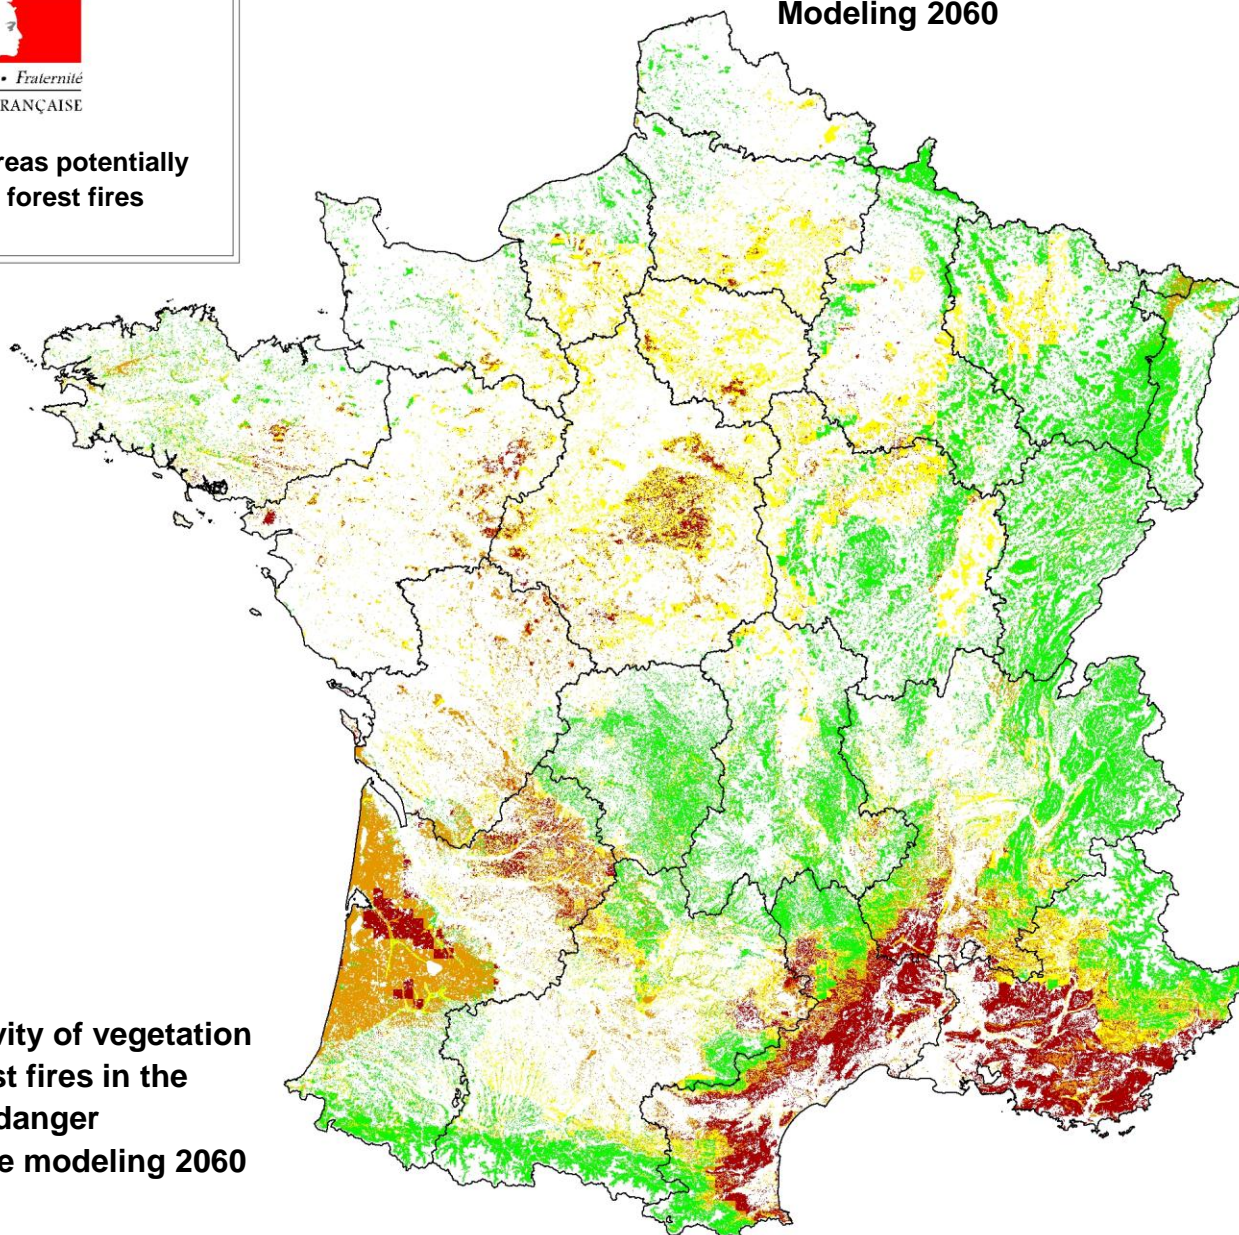 Modeling 2060
• Fraternité
RANÇAISE
reas potentially
forest fires
vity of vegetation
st fires in the
danger
e modeling 2060